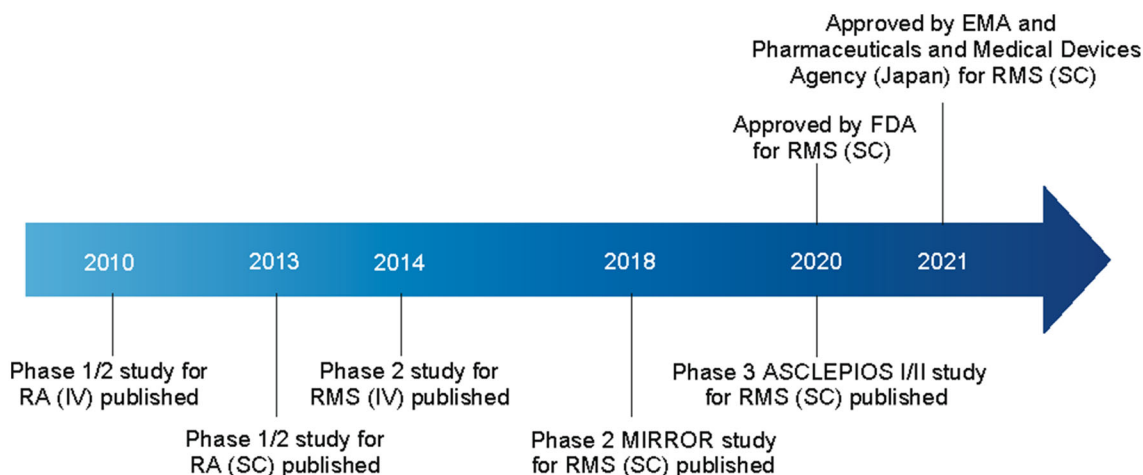 Approved by EMA and
Pharmaceuticals and Medical Devices
Agency (Japan) for RMS (SC)
Approved by FDA
for RMS (SC)
2010
2013
2014
2018
2020
2021
Phase 1/2 study for
RA (IV) published
Phase 1/2 study for
RA (SC) published
Phase 2 study for
RMS (IV) published
Phase 2 MIRROR study
for RMS (SC) published
Phase 3 ASCLEPIOS I/II study
for RMS (SC) published